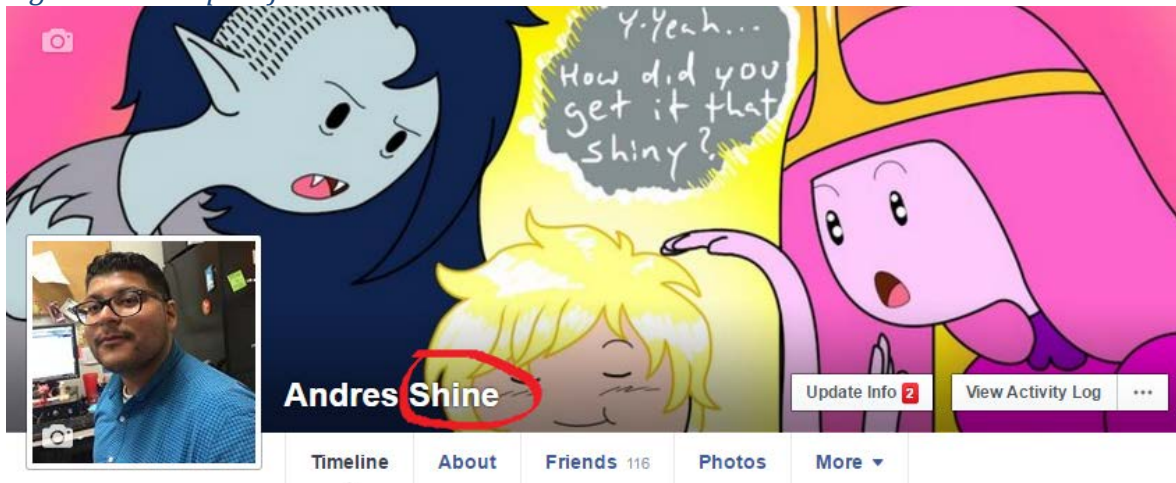 Y-Yeah...
How did you
get it that
shiny?
Andres Shine
Update Info 2
View Activity Log ...
Timeline About Friends 116 Photos More